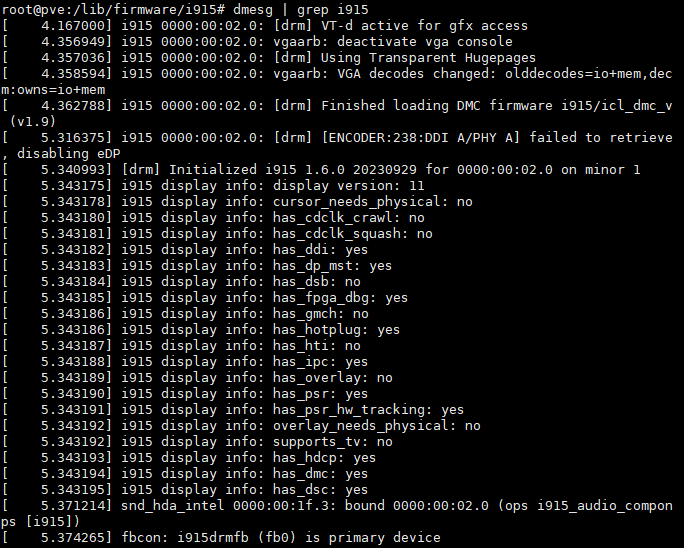 root@pve:/lib/firmware/i915# dmesg | grep i915
[    4.167000] i915 0000:00:02.0: [drm] VT-d active for gfx access
[    4.356949] i915 0000:00:02.0: vgaarb: deactivate vga console
[    4.357036] i915 0000:00:02.0: [drm] Using Transparent Hugepages
[    4.358594] i915 0000:00:02.0: vgaarb: VGA decodes changed: olddecodes=io+mem,dec
m:owns=io+mem
[    4.362788] i915 0000:00:02.0: [drm] Finished loading DMC firmware i915/icl_dmc_v
 (v1.9)
[    5.316375] i915 0000:00:02.0: [drm] [ENCODER:238:DDI A/PHY A] failed to retrieve
, disabling eDP
[    5.340993] [drm] Initialized i915 1.6.0 20230929 for 0000:00:02.0 on minor 1
[    5.343175] i915 display info: display version: 11
[    5.343178] i915 display info: cursor_needs_physical: no
[    5.343180] i915 display info: has_cdclk_crawl: no
[    5.343181] i915 display info: has_cdclk_squash: no
[    5.343182] i915 display info: has_ddi: yes
[    5.343183] i915 display info: has_dp_mst: yes
[    5.343184] i915 display info: has_dsb: no
[    5.343185] i915 display info: has_fpga_dbg: yes
[    5.343186] i915 display info: has_gmch: no
[    5.343186] i915 display info: has_hotplug: yes
[    5.343187] i915 display info: has_hti: no
[    5.343188] i915 display info: has_ipc: yes
[    5.343189] i915 display info: has_overlay: no
[    5.343190] i915 display info: has_psr: yes
[    5.343191] i915 display info: has_psr_hw_tracking: yes
[    5.343192] i915 display info: overlay_needs_physical: no
[    5.343192] i915 display info: supports_tv: no
[    5.343193] i915 display info: has_hdcp: yes
[    5.343194] i915 display info: has_dmc: yes
[    5.343195] i915 display info: has_dsc: yes
[    5.371214] snd_hda_intel 0000:00:1f.3: bound 0000:00:02.0 (ops i915_audio_compon
ps [i915])
[    5.374265] fbcon: i915drmfb (fb0) is primary device